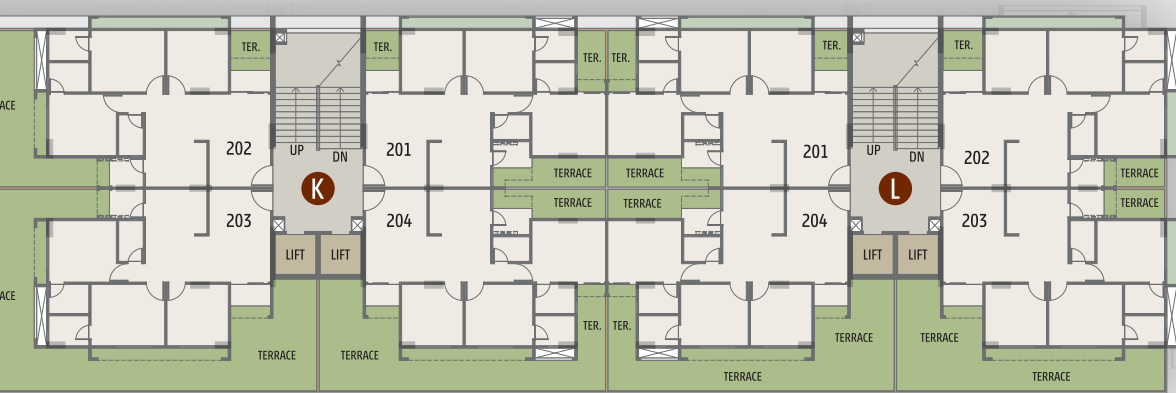 TER.
TER.
TER.
TER.
TER.
TER.
ACE
202
UP
DN
201
201
UP
DN
202
TERRACE
TERRACE
TERRACE
K
L
TERRACE
TERRACE
TERRACE
203
204
204
203
LIFT
LIFT
LIFT
LIFT
ACE
TER.
TER.
TERRACE
TERRACE
TERRACE
TERRACE
TERRACE
TERRACE